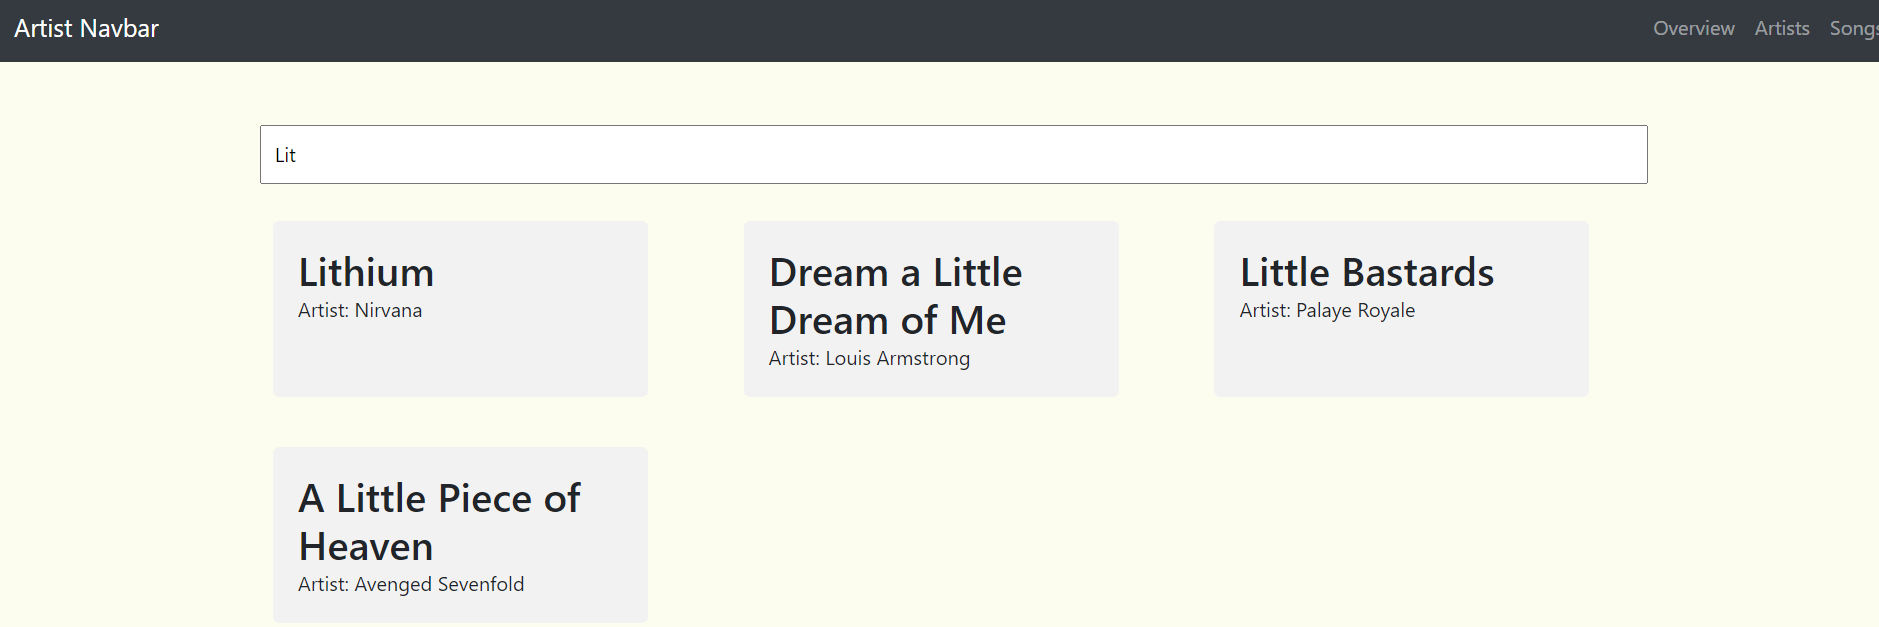 Artist Navbar
Overview Artists Songs
Lit
Lithium
Artist: Nirvana
Dream a Little
Dream of Me
Artist: Louis Armstrong
Little Bastards
Artist: Palaye Royale
A Little Piece of
Heaven
Artist: Avenged Sevenfold